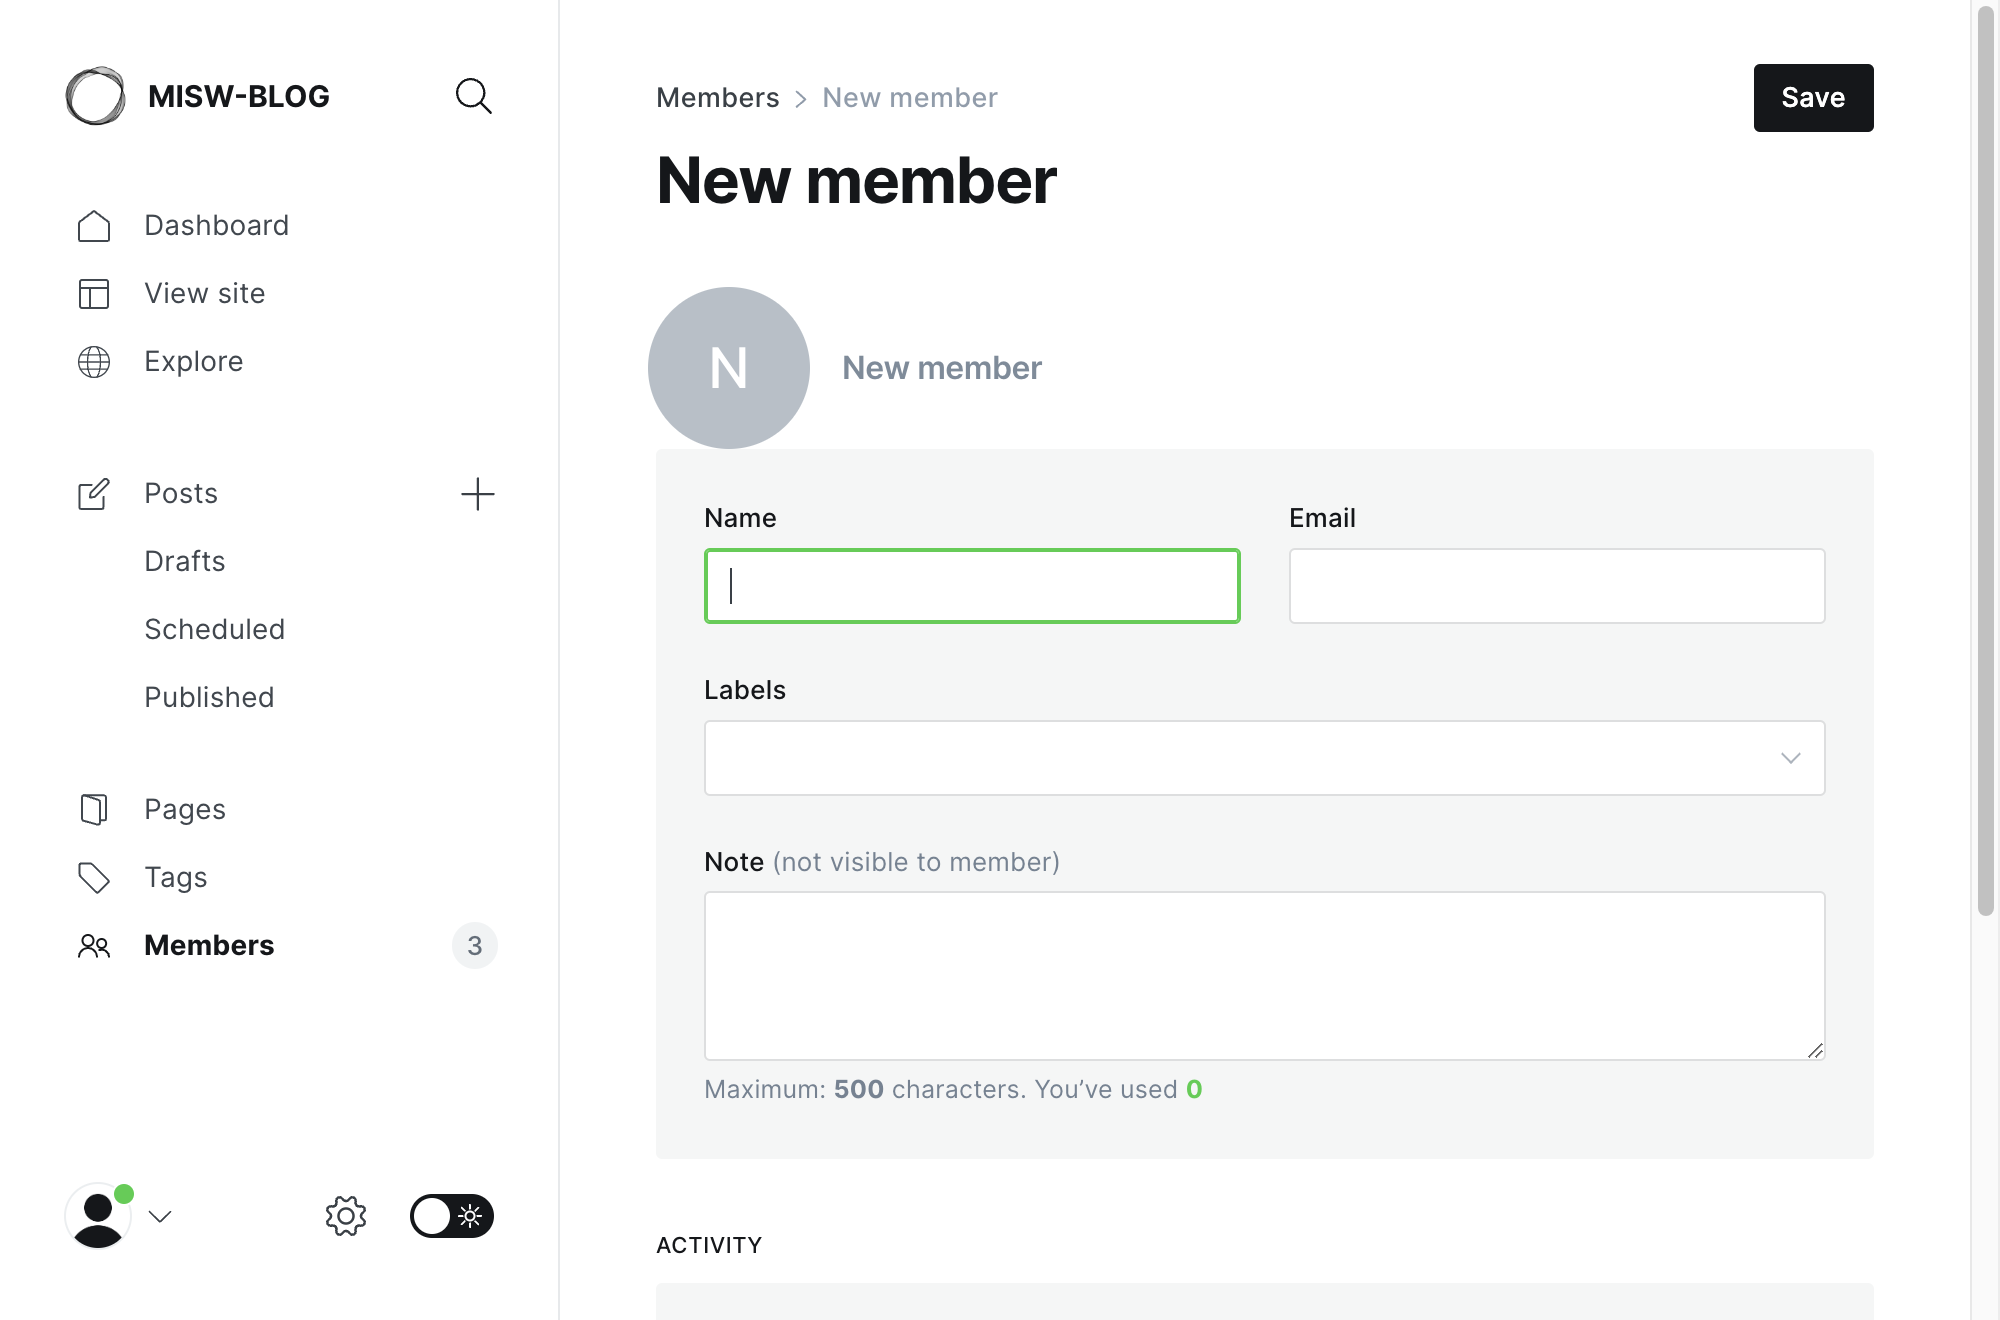 MISW-BLOG
Dashboard
View site
Explore
Posts
Drafts
Scheduled
Published
Pages
Tags
Members 3
Members > New member
Save
New member
N
New member
Name
Email
Labels
Note (not visible to member)
Maximum: 500 characters. You’ve used 0
ACTIVITY